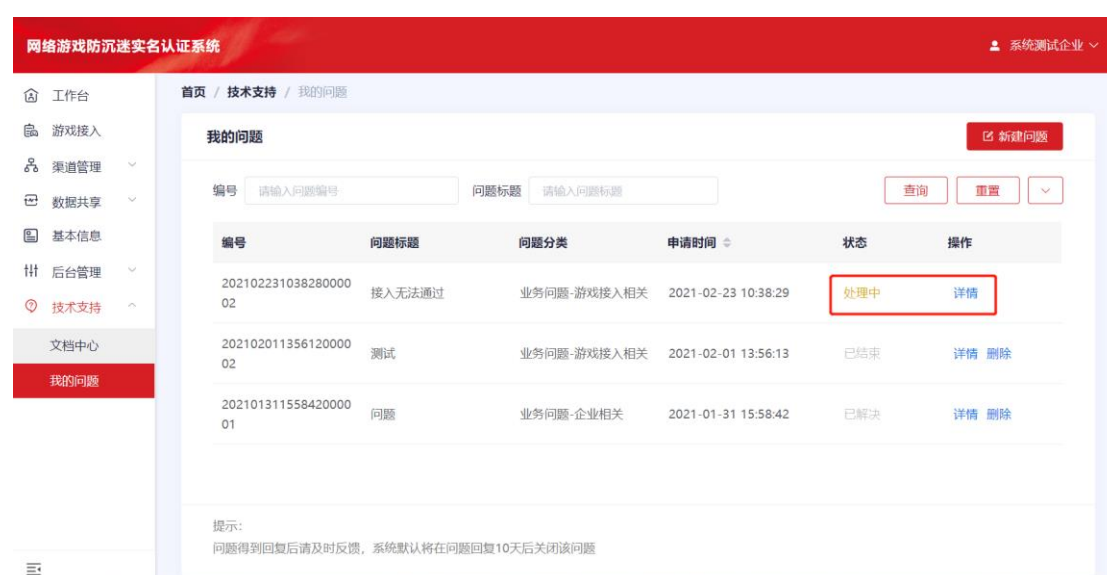 网络游戏防沉迷实名认证系统
系统测试企业
工作台
游戏接入
渠道管理
数据共享
基本信息
后台管理
技术支持
文档中心
我的问题
首页 / 技术支持 / 我的问题
我的问题
新建问题
编号 请输入问题编号 问题标题 请输入问题标题 查询 重置
编号 问题标题 问题分类 申请时间 状态 操作
202102231038280000
02
接入无法通过 业务问题-游戏接入相关 2021-02-23 10:38:29 处理中 详情
202102011356120000
02
测试 业务问题-游戏接入相关 2021-02-01 13:56:13 已结束 详情 删除
202101311558420000
01
问题 业务问题-企业相关 2021-01-31 15:58:42 已解决 详情 删除
提示：
问题得到回复后请及时反馈，系统默认将在问题回复10天后关闭该问题